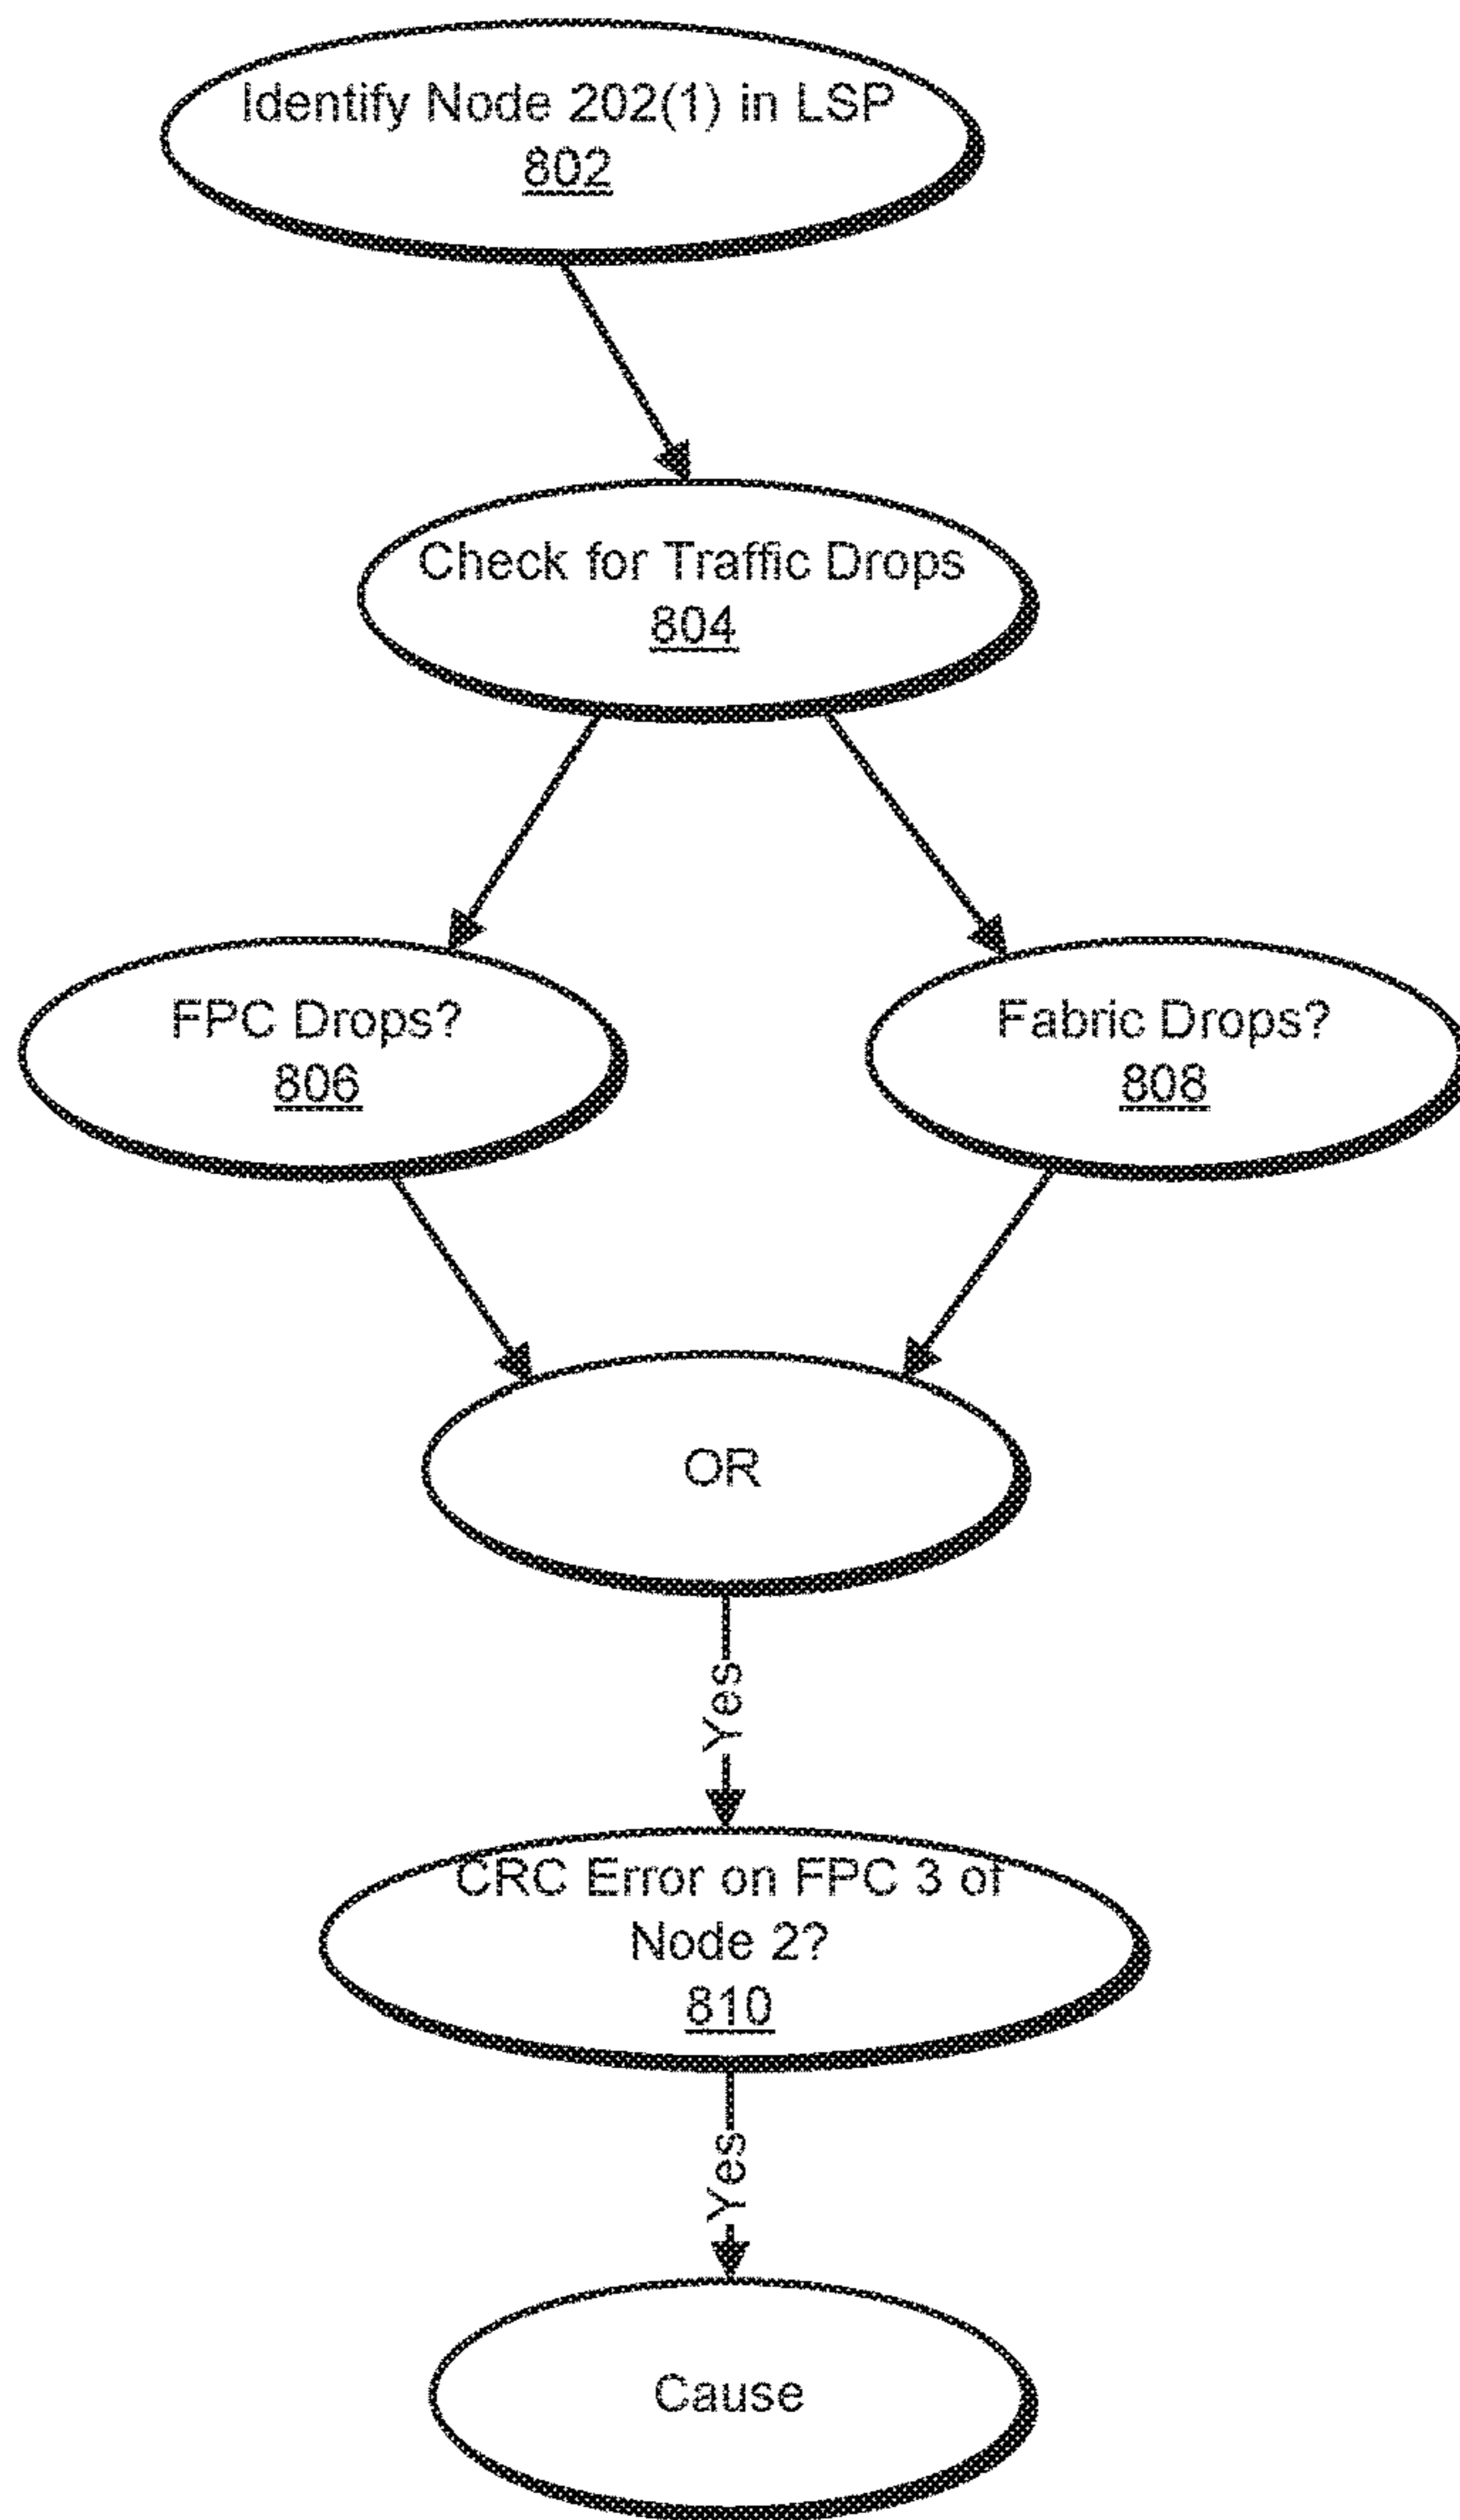 Identify Node 202(1) in LSP
802
Check for Traffic Drops
804
FPC Drops?
806
Fabric Drops?
808
OR
Yes
CRC Error on FPC 3 of
Node 2?
810
Yes
Cause